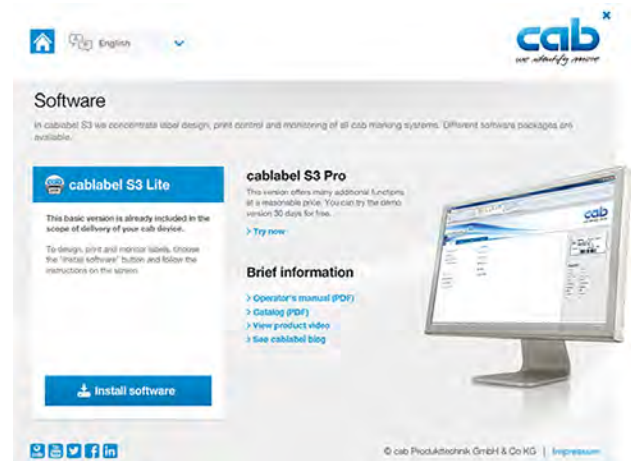 English
cab
we identify more
Software
In cablabel S3 we concentrate label design, print control and monitoring of all cab marking systems. Different software packages are
available.
cablabel S3 Lite
This basic version is already included in the
scope of delivery of your cab device.
To design, print and monitor labels, choose
the "Install software" button and follow the
instructions on the screen.
Install software
cablabel S3 Pro
This version offers many additional functions
at a reasonable price. You can try the demo
version 30 days for free.
> Try now
Brief information
> Operator's manual (PDF)
> Catalog (PDF)
> View product video
> See cablabel blog
cab
© cab Produkttechnik GmbH & Co KG | Impressum